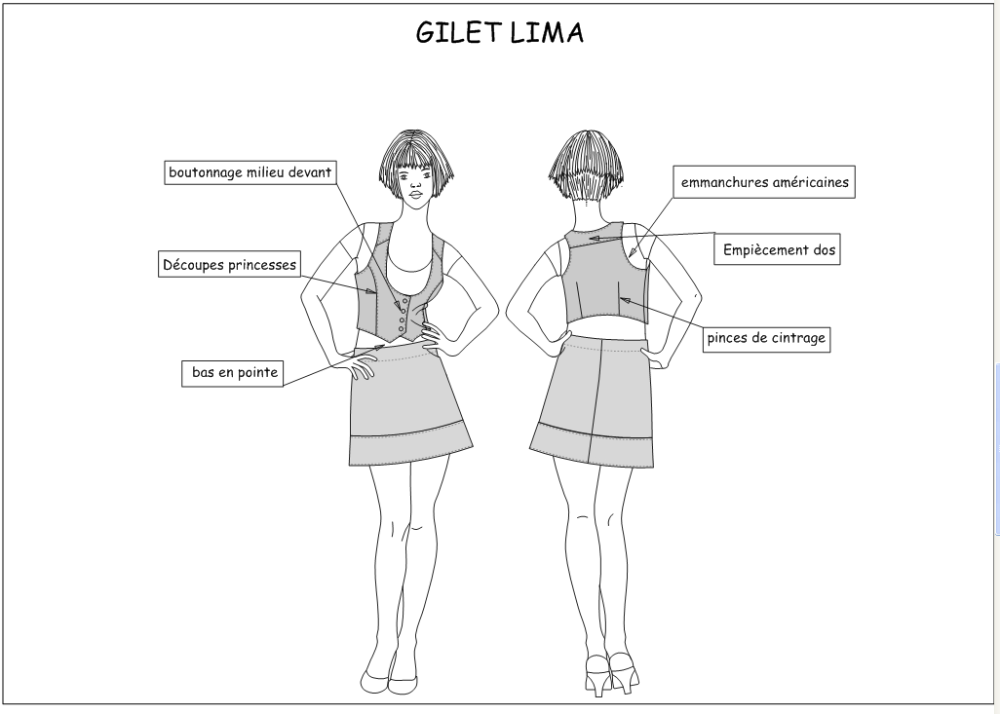 GILET LIMA
boutonnage milieu devant
emmanchures américaines
Empiècement dos
Découpes princesses
pinces de cintrage
bas en pointe